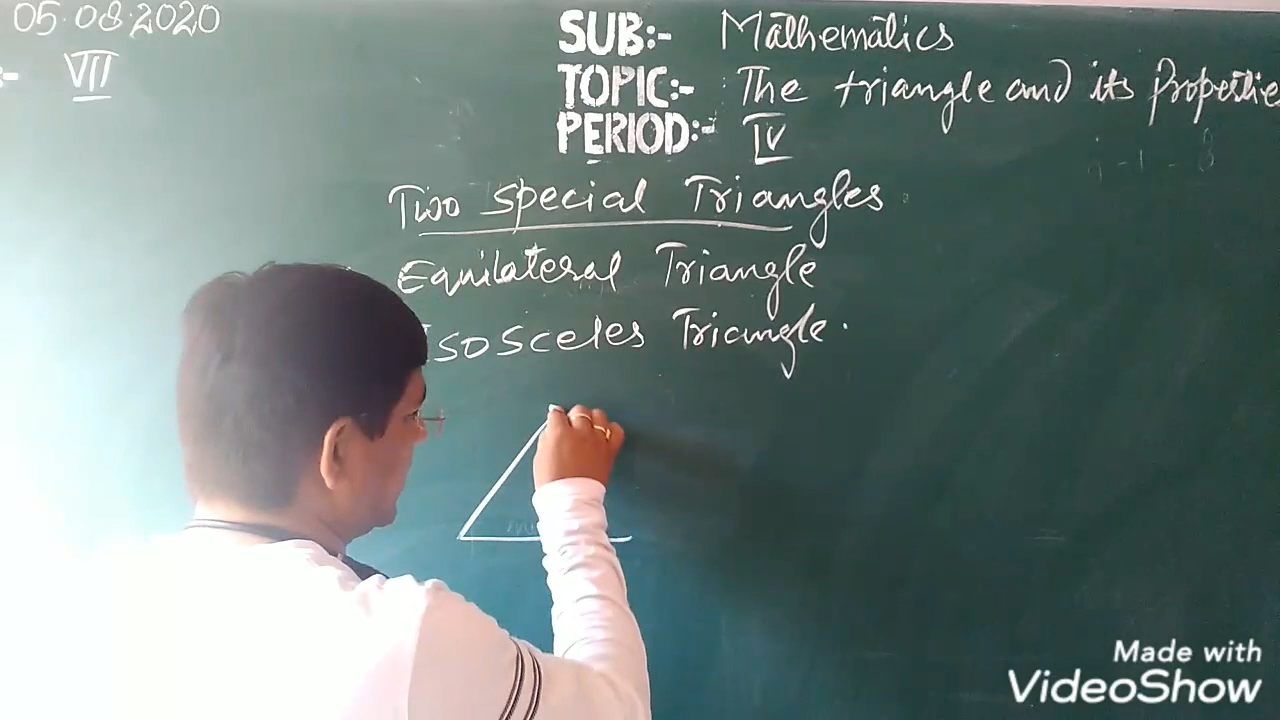 05.08.2020
:- VII
SUB:- Mathematics
TOPIC:- The triangle and its Propertie
PERIOD:- IV
Two Special Triangles
Equilateral Triangle
Isosceles Triangle.
Made with
VideoShow